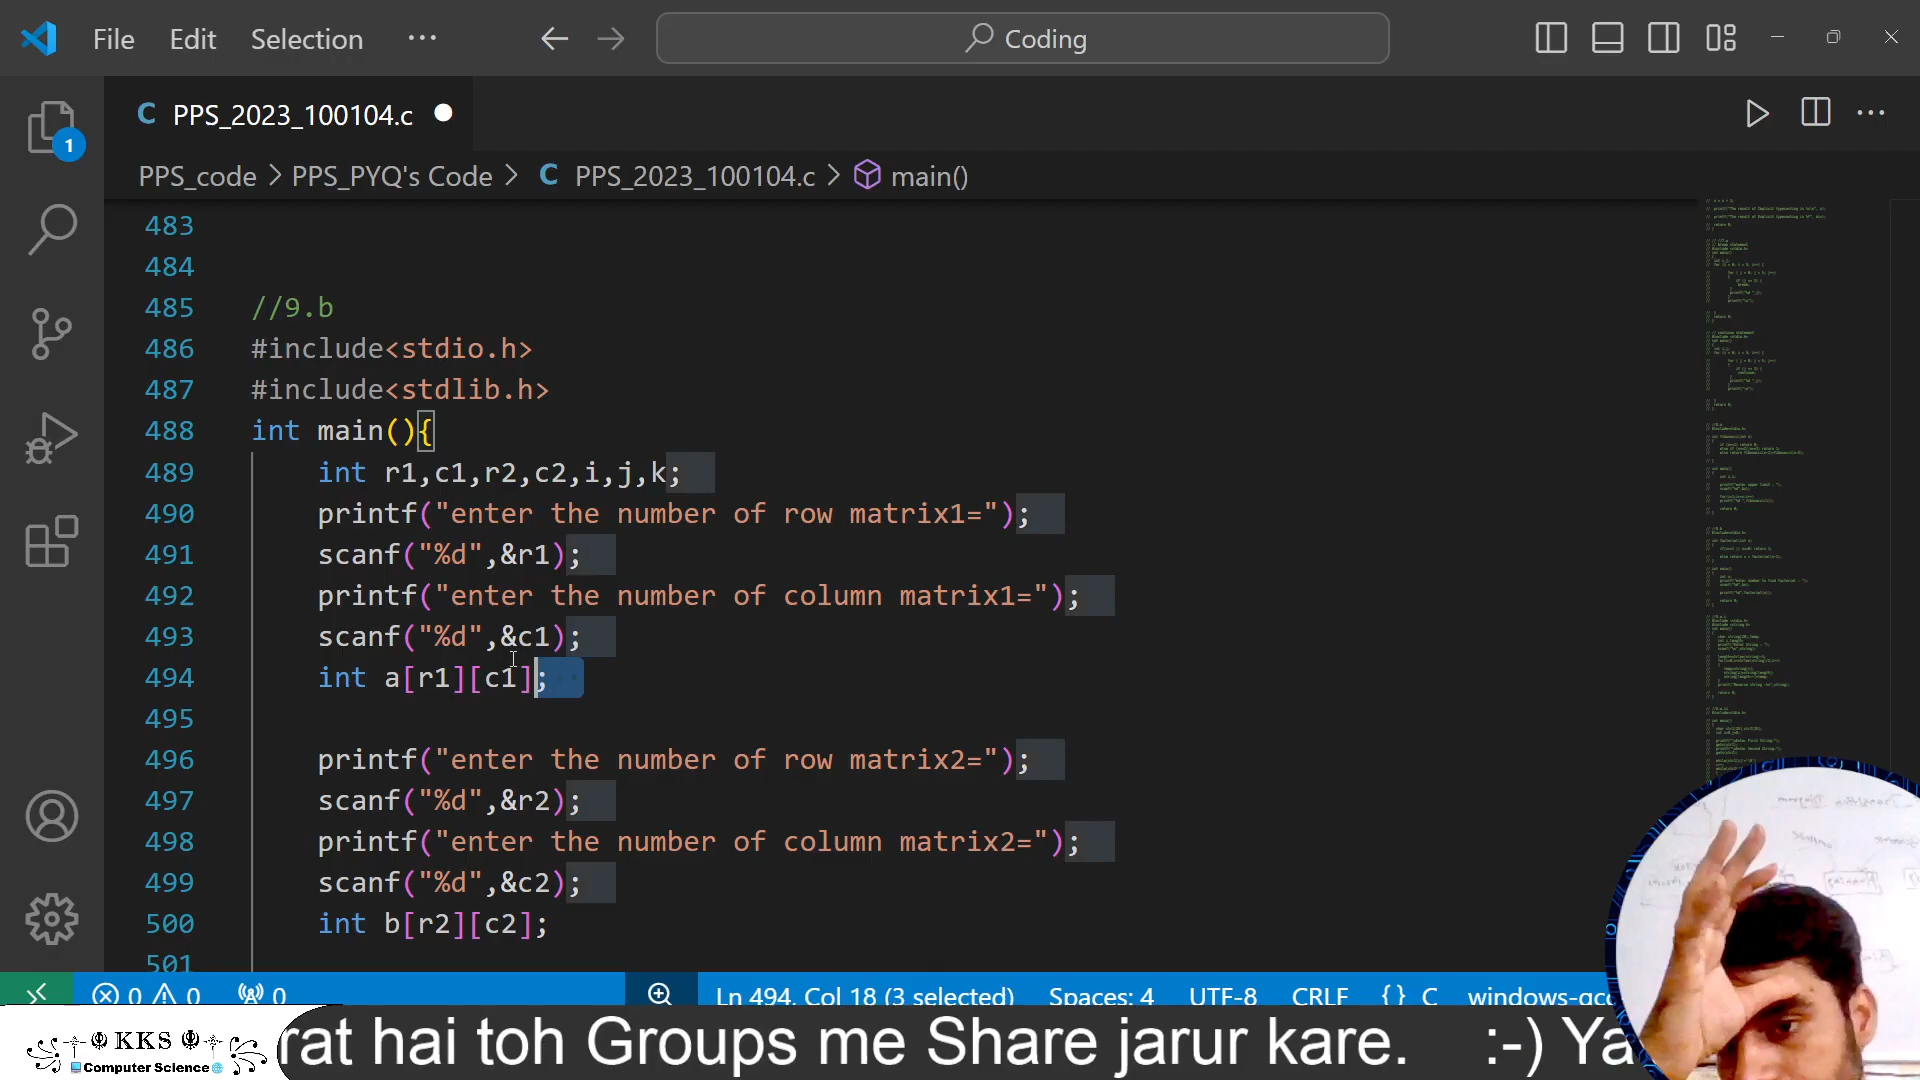 File Edit Selection ··· Coding
C PPS_2023_100104.c
PPS_code > PPS_PYQ's Code > C PPS_2023_100104.c > main()
483
484
485 //9.b
486 #include<stdio.h>
487 #include<stdlib.h>
488 int main(){
489 int r1,c1,r2,c2,i,j,k;
490 printf("enter the number of row matrix1=");
491 scanf("%d",&r1);
492 printf("enter the number of column matrix1=");
493 scanf("%d",&c1);
494 int a[r1][c1];
495
496 printf("enter the number of row matrix2=");
497 scanf("%d",&r2);
498 printf("enter the number of column matrix2=");
499 scanf("%d",&c2);
500 int b[r2][c2];
501
1
0 0 0 Ln 494, Col 18 (3 selected) Spaces: 4 UTF-8 CRLF {} C windows-gcc
KKS
Computer Science
rat hai toh Groups me Share jarur kare. :-) Ya